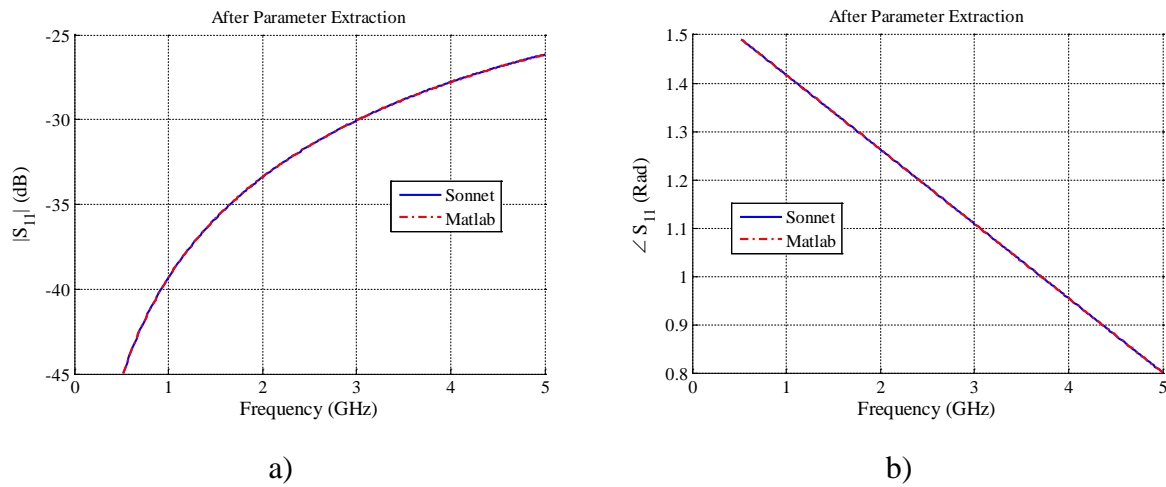 After Parameter Extraction
-25
-30
-35
-40
-45
|S11| (dB)
Sonnet
Matlab
0 1 2 3 4 5
Frequency (GHz)
a)
After Parameter Extraction
1.5
1.4
1.3
1.2
1.1
1
0.9
0.8
∠ S11 (Rad)
Sonnet
Matlab
0 1 2 3 4 5
Frequency (GHz)
b)